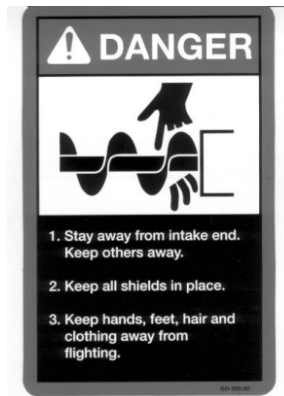 DANGER
1. Stay away from intake end.
Keep others away.
2. Keep all shields in place.
3. Keep hands, feet, hair and
clothing away from
flighting.